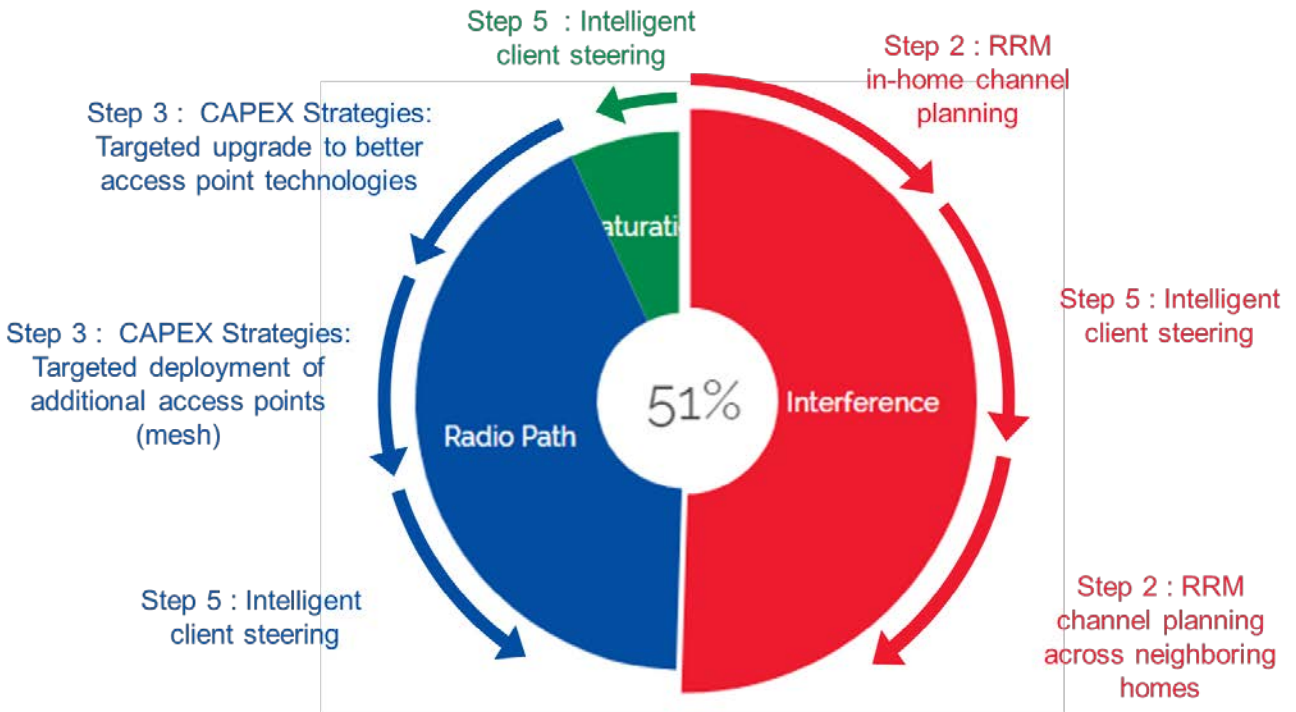 Step 5 : Intelligent
client steering
Step 2 : RRM
in-home channel
planning
Step 3 : CAPEX Strategies:
Targeted upgrade to better
access point technologies
aturati
Step 5 : Intelligent
client steering
Step 3 : CAPEX Strategies:
Targeted deployment of
additional access points
(mesh)
51%
Interference
Radio Path
Step 5 : Intelligent
client steering
Step 2 : RRM
channel planning
across neighboring
homes